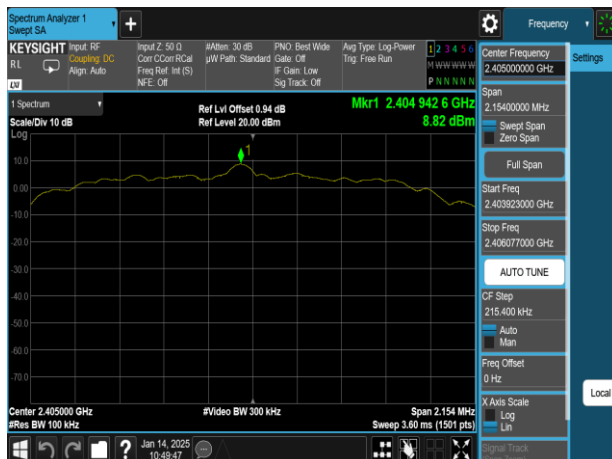 Spectrum Analyzer 1
Swept SA
Frequency
KEYSIGHT
RL
LXI
Input: RF
Coupling: DC
Align: Auto
Input Z: 50 Ω
Corr CCorr RCal
Freq Ref: Int (S)
NFE: Off
#Atten: 30 dB
µW Path: Standard
PNO: Best Wide
Gate: Off
IF Gain: Low
Sig Track: Off
Avg Type: Log-Power
Trig: Free Run
1 2 3 4 5 6
M W W W W W
P N N N N N
1 Spectrum
Scale/Div 10 dB
Log
Ref Lvl Offset 0.94 dB
Ref Level 20.00 dBm
Mkr1 2.404 942 6 GHz
8.82 dBm
1
10.0
0.00
-10.0
-20.0
-30.0
-40.0
-50.0
-60.0
-70.0
Center 2.405000 GHz
#Res BW 100 kHz
#Video BW 300 kHz
Span 2.154 MHz
Sweep 3.60 ms (1501 pts)
Jan 14, 2025
10:49:47
Center Frequency
2.405000000 GHz
Span
2.15400000 MHz
Swept Span
Zero Span
Full Span
Start Freq
2.403923000 GHz
Stop Freq
2.406077000 GHz
AUTO TUNE
CF Step
215.400 kHz
Auto
Man
Freq Offset
0 Hz
X Axis Scale
Log
Lin
Signal Track
Settings
Local